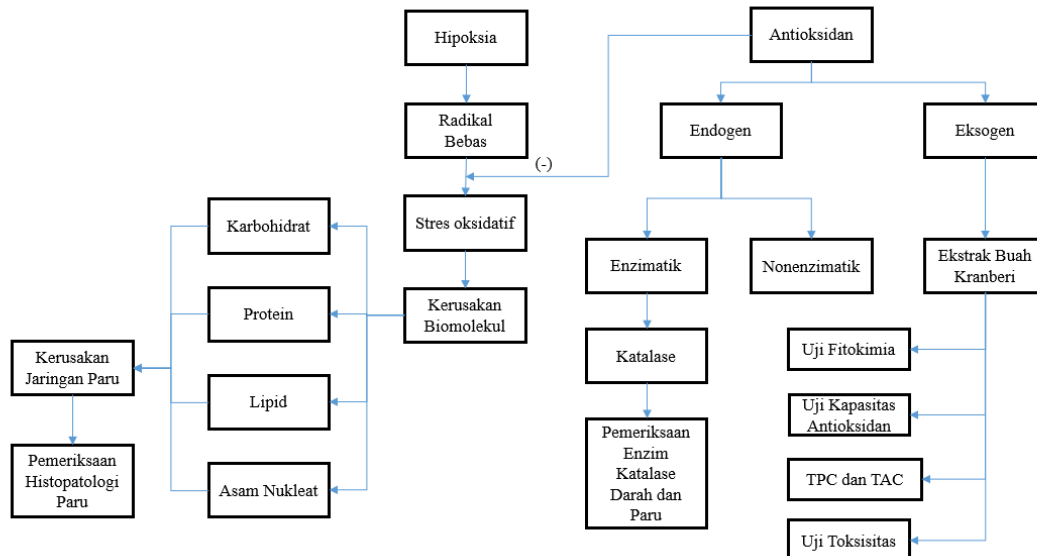 Hipoksia
Antioksidan
Radikal
Bebas
Endogen
Eksogen
(-)
Stres oksidatif
Karbohidrat
Enzimatik
Nonenzimatik
Ekstrak Buah
Kranberi
Protein
Kerusakan
Biomolekul
Kerusakan
Jaringan Paru
Katalase
Uji Fitokimia
Lipid
Uji Kapasitas
Antioksidan
Pemeriksaan
Histopatologi
Paru
Asam Nukleat
Pemeriksaan
Enzim
Katalase
Darah dan
Paru
TPC dan TAC
Uji Toksisitas